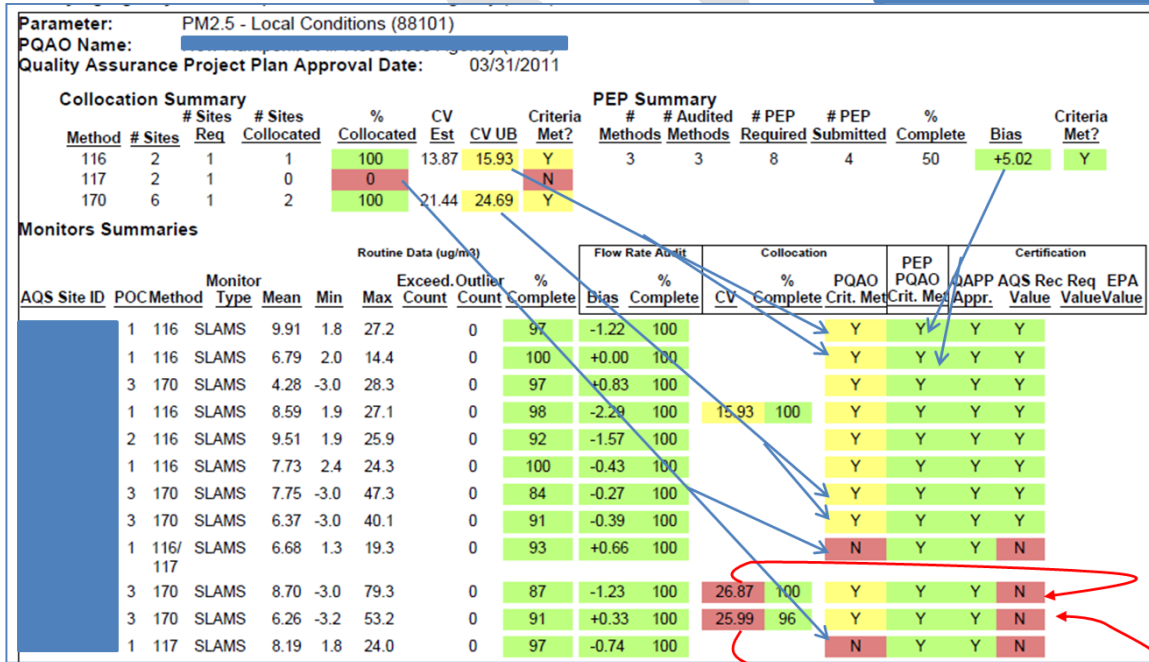 Parameter: PM2.5 - Local Conditions (88101)
PQAO Name:
Quality Assurance Project Plan Approval Date: 03/31/2011
Collocation Summary PEP Summary
# Sites # Sites % CV Criteria # # Audited # PEP # PEP % Criteria
Method # Sites Req Collocated Collocated Est CV UB Met? Methods Methods Required Submitted Complete Bias Met?
116 2 1 1 100 13.87 15.93 Y 3 3 8 4 50 +5.02 Y
117 2 1 0 0 N
170 6 1 2 100 21.44 24.69 Y
Monitors Summaries
Routine Data (ug/m3) Flow Rate Audit Collocation PEP Certification
Monitor Exceed. Outlier % % % PQAO PQAO QAPP AQS Rec Req EPA
AQS Site ID POC Method Type Mean Min Max Count Count Complete Bias Complete CV Complete Crit. Met Crit. Met Appr. Value Value Value
1 116 SLAMS 9.91 1.8 27.2 0 97 -1.22 100 Y Y Y Y
1 116 SLAMS 6.79 2.0 14.4 0 100 +0.00 100 Y Y Y Y
3 170 SLAMS 4.28 -3.0 28.3 0 97 +0.83 100 Y Y Y Y
1 116 SLAMS 8.59 1.9 27.1 0 98 -2.29 100 15.93 100 Y Y Y Y
2 116 SLAMS 9.51 1.9 25.9 0 92 -1.57 100 Y Y Y Y
1 116 SLAMS 7.73 2.4 24.3 0 100 -0.43 100 Y Y Y Y
3 170 SLAMS 7.75 -3.0 47.3 0 84 -0.27 100 Y Y Y Y
3 170 SLAMS 6.37 -3.0 40.1 0 91 -0.39 100 Y Y Y Y
1 116/ SLAMS 6.68 1.3 19.3 0 93 +0.66 100 N Y Y N
117
3 170 SLAMS 8.70 -3.0 79.3 0 87 -1.23 100 26.87 100 Y Y Y N
3 170 SLAMS 6.26 -3.2 53.2 0 91 +0.33 100 25.99 96 Y Y Y N
1 117 SLAMS 8.19 1.8 24.0 0 97 -0.74 100 N Y Y N